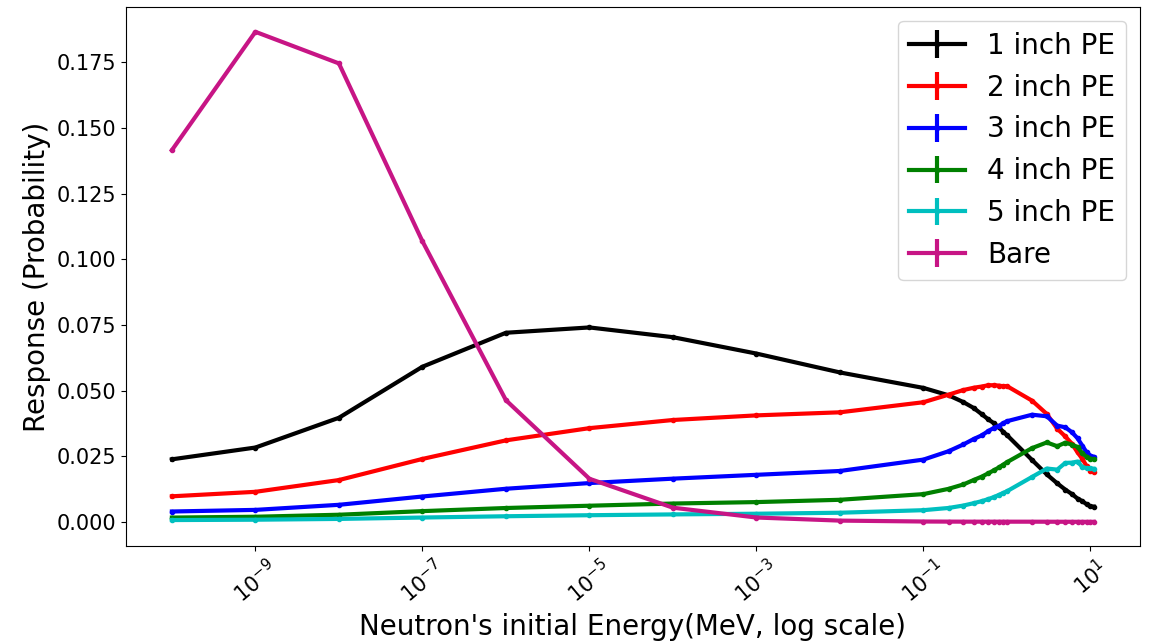 Response (Probability)
0.175
0.150
0.125
0.100
0.075
0.050
0.025
0.000
1 inch PE
2 inch PE
3 inch PE
4 inch PE
5 inch PE
Bare
10⁻⁹
10⁻⁷
10⁻⁵
10⁻³
10⁻¹
10¹
Neutron's initial Energy(MeV, log scale)